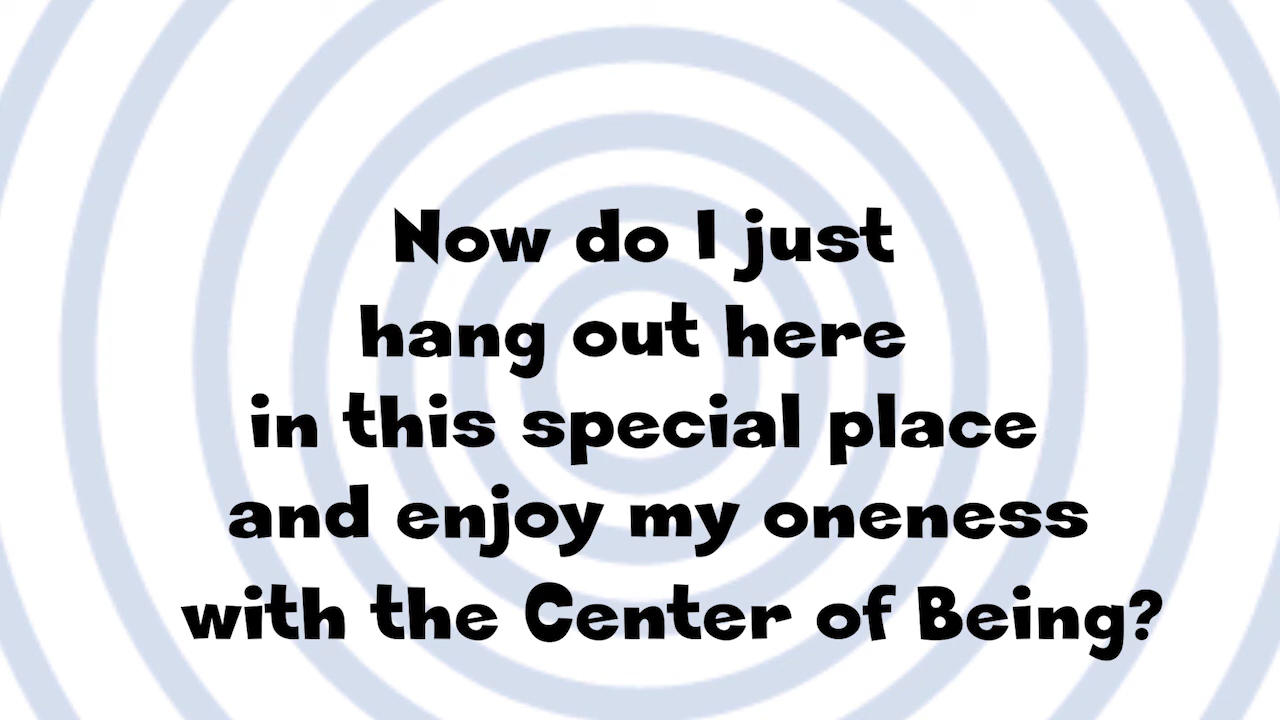 Now do I just
hang out here
in this special place
and enjoy my oneness
with the Center of Being?